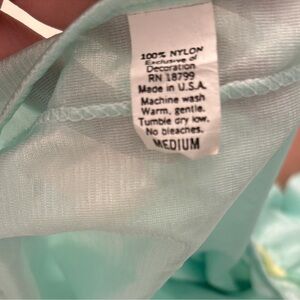 100% NYLON
Exclusive of
Decoration
RN 18799
Made in U.S.A.
Machine wash
Warm, gentle.
Tumble dry low.
No bleaches.
MEDIUM